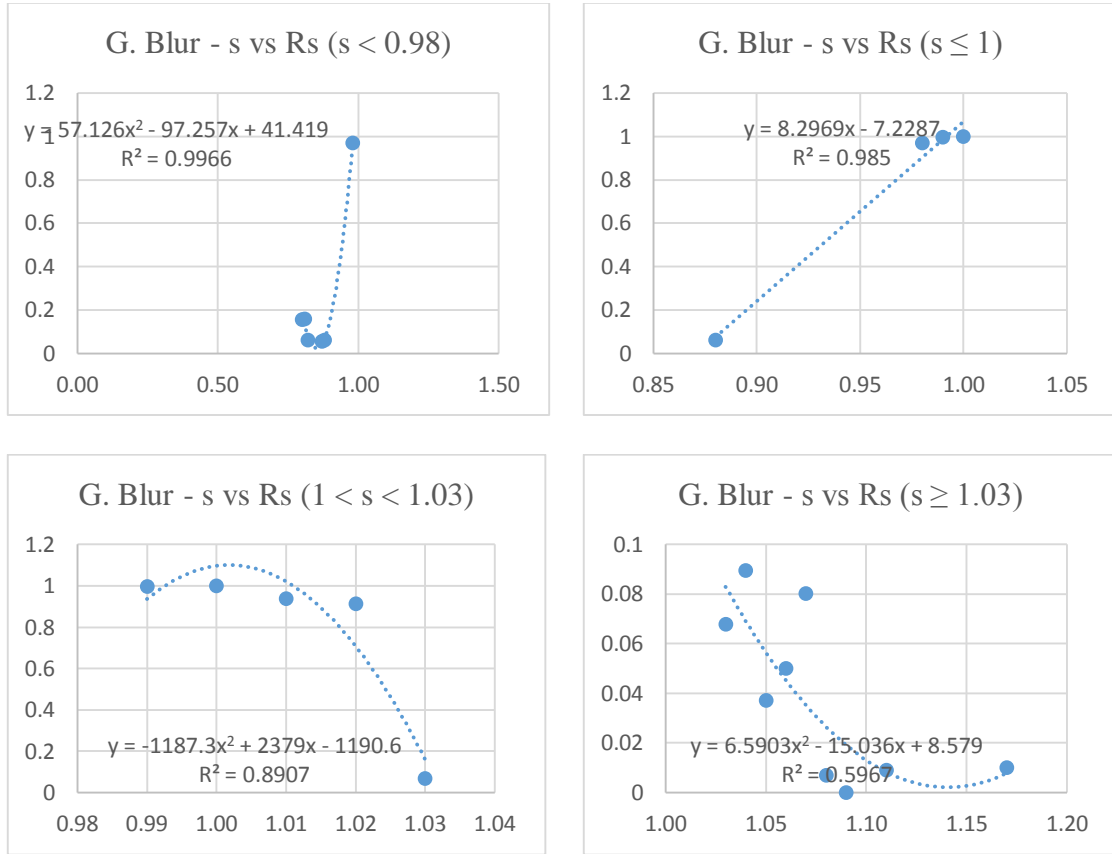 G. Blur - s vs Rs (s < 0.98)
1.2
y = 57.126x² - 97.257x + 41.419
1
R² = 0.9966
0.8
0.6
0.4
0.2
0
0.00 0.50 1.00 1.50
G. Blur - s vs Rs (s ≤ 1)
1.2
y = 8.2969x - 7.2287
1
R² = 0.985
0.8
0.6
0.4
0.2
0
0.85 0.90 0.95 1.00 1.05
G. Blur - s vs Rs (1 < s < 1.03)
1.2
1
0.8
0.6
0.4
y = -1187.3x² + 2379x - 1190.6
0.2
R² = 0.8907
0
0.98 0.99 1.00 1.01 1.02 1.03 1.04
G. Blur - s vs Rs (s ≥ 1.03)
0.1
0.08
0.06
0.04
y = 6.5903x² - 15.036x + 8.579
0.02
R² = 0.5967
0
1.00 1.05 1.10 1.15 1.20